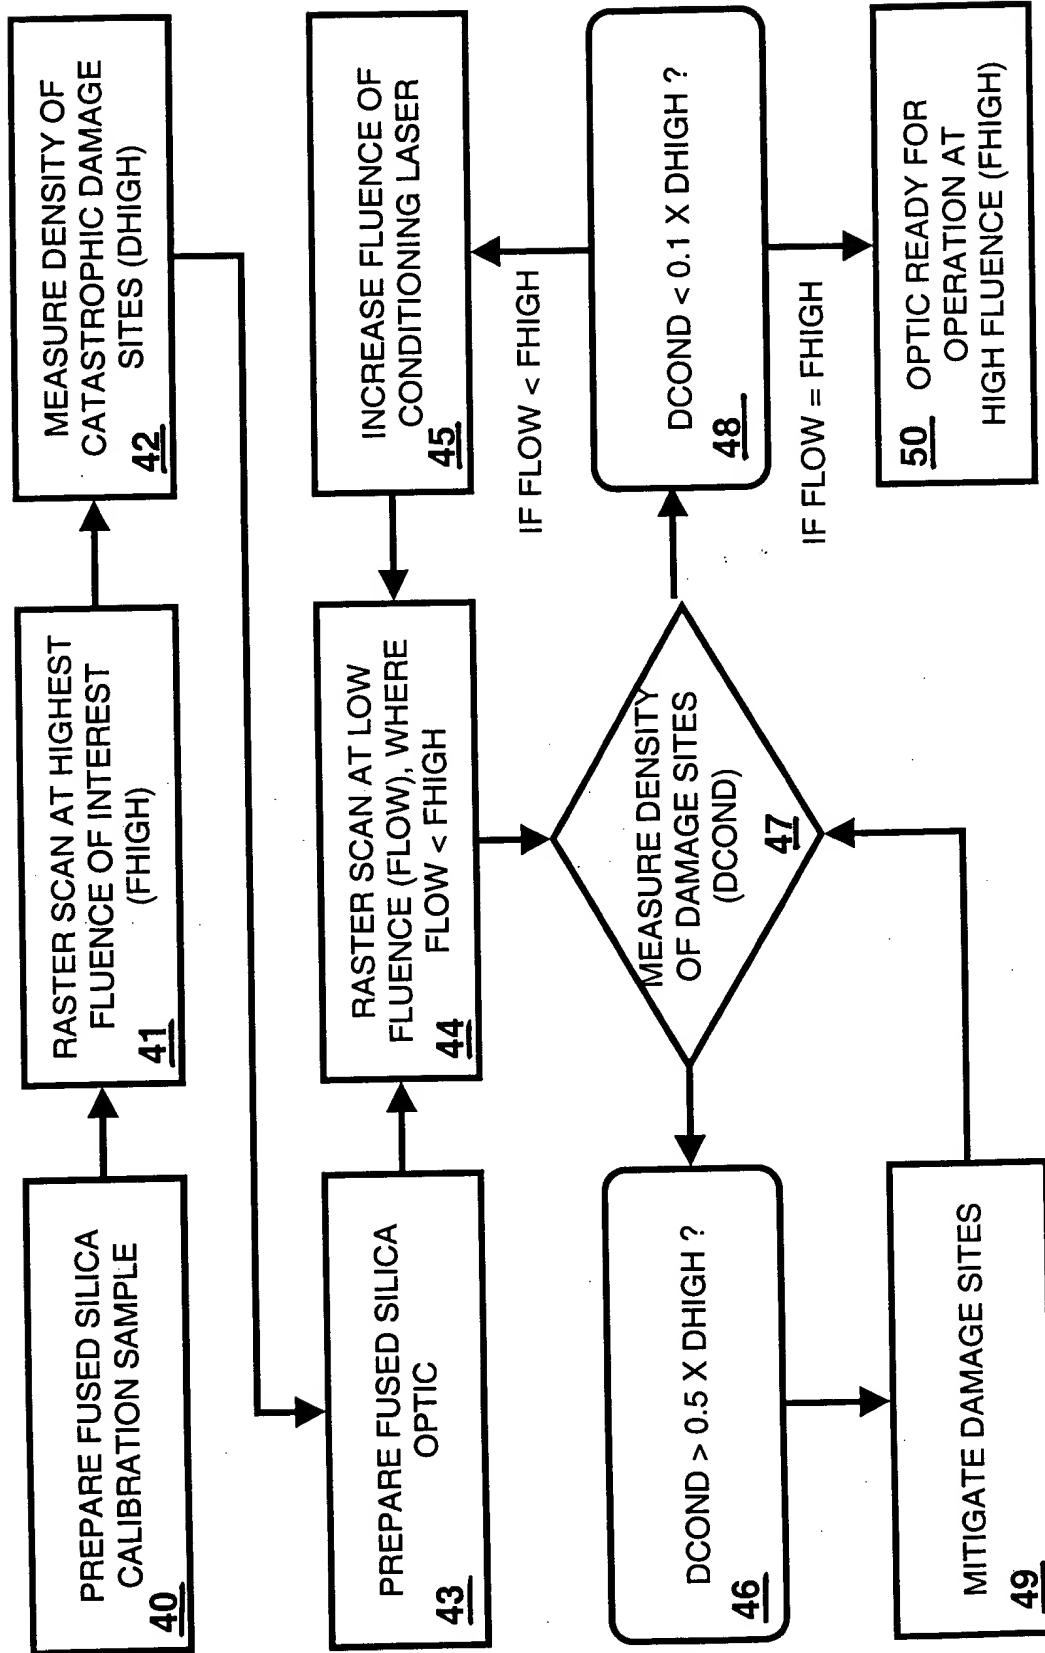 PREPARE FUSED SILICA
CALIBRATION SAMPLE
40
RASTER SCAN AT HIGHEST
FLUENCE OF INTEREST
(FHIGH)
41
MEASURE DENSITY OF
CATASTROPHIC DAMAGE
SITES (DHIGH)
42
PREPARE FUSED SILICA
OPTIC
43
RASTER SCAN AT LOW
FLUENCE (FLOW), WHERE
FLOW < FHIGH
44
INCREASE FLUENCE OF
CONDITIONING LASER
45
IF FLOW < FHIGH
DCOND > 0.5 X DHIGH ?
46
MEASURE DENSITY
OF DAMAGE SITES
(DCOND)
47
DCOND < 0.1 X DHIGH ?
48
IF FLOW = FHIGH
MITIGATE DAMAGE SITES
49
50 OPTIC READY FOR
OPERATION AT
HIGH FLUENCE (FHIGH)